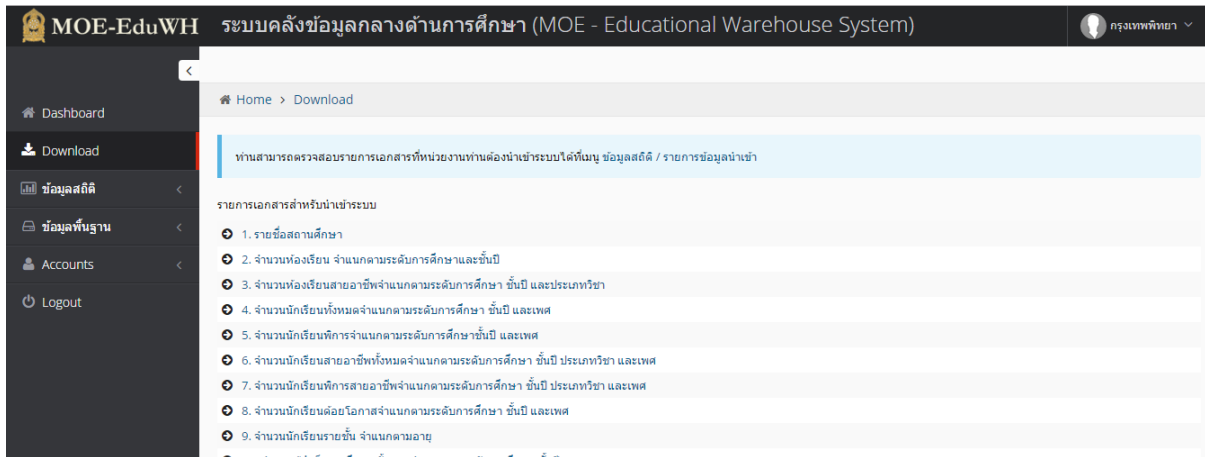 MOE-EduWH ระบบคลังข้อมูลกลางด้านการศึกษา (MOE - Educational Warehouse System) กรุงเทพพิทยา
Home > Download
Dashboard
Download
ท่านสามารถตรวจสอบรายการเอกสารที่หน่วยงานท่านต้องนำเข้าระบบได้ที่เมนู ข้อมูลสถิติ / รายการข้อมูลนำเข้า
ข้อมูลสถิติ
ข้อมูลพื้นฐาน
Accounts
Logout
รายการเอกสารสำหรับนำเข้าระบบ
1. รายชื่อสถานศึกษา
2. จำนวนห้องเรียน จำแนกตามระดับการศึกษาและชั้นปี
3. จำนวนห้องเรียนสายอาชีพจำแนกตามระดับการศึกษา ชั้นปี และประเภทวิชา
4. จำนวนนักเรียนทั้งหมดจำแนกตามระดับการศึกษา ชั้นปี และเพศ
5. จำนวนนักเรียนพิการจำแนกตามระดับการศึกษาชั้นปี และเพศ
6. จำนวนนักเรียนสายอาชีพทั้งหมดจำแนกตามระดับการศึกษา ชั้นปี ประเภทวิชา และเพศ
7. จำนวนนักเรียนพิการสายอาชีพจำแนกตามระดับการศึกษา ชั้นปี ประเภทวิชา และเพศ
8. จำนวนนักเรียนด้อยโอกาสจำแนกตามระดับการศึกษา ชั้นปี และเพศ
9. จำนวนนักเรียนรายชั้น จำแนกตามอายุ